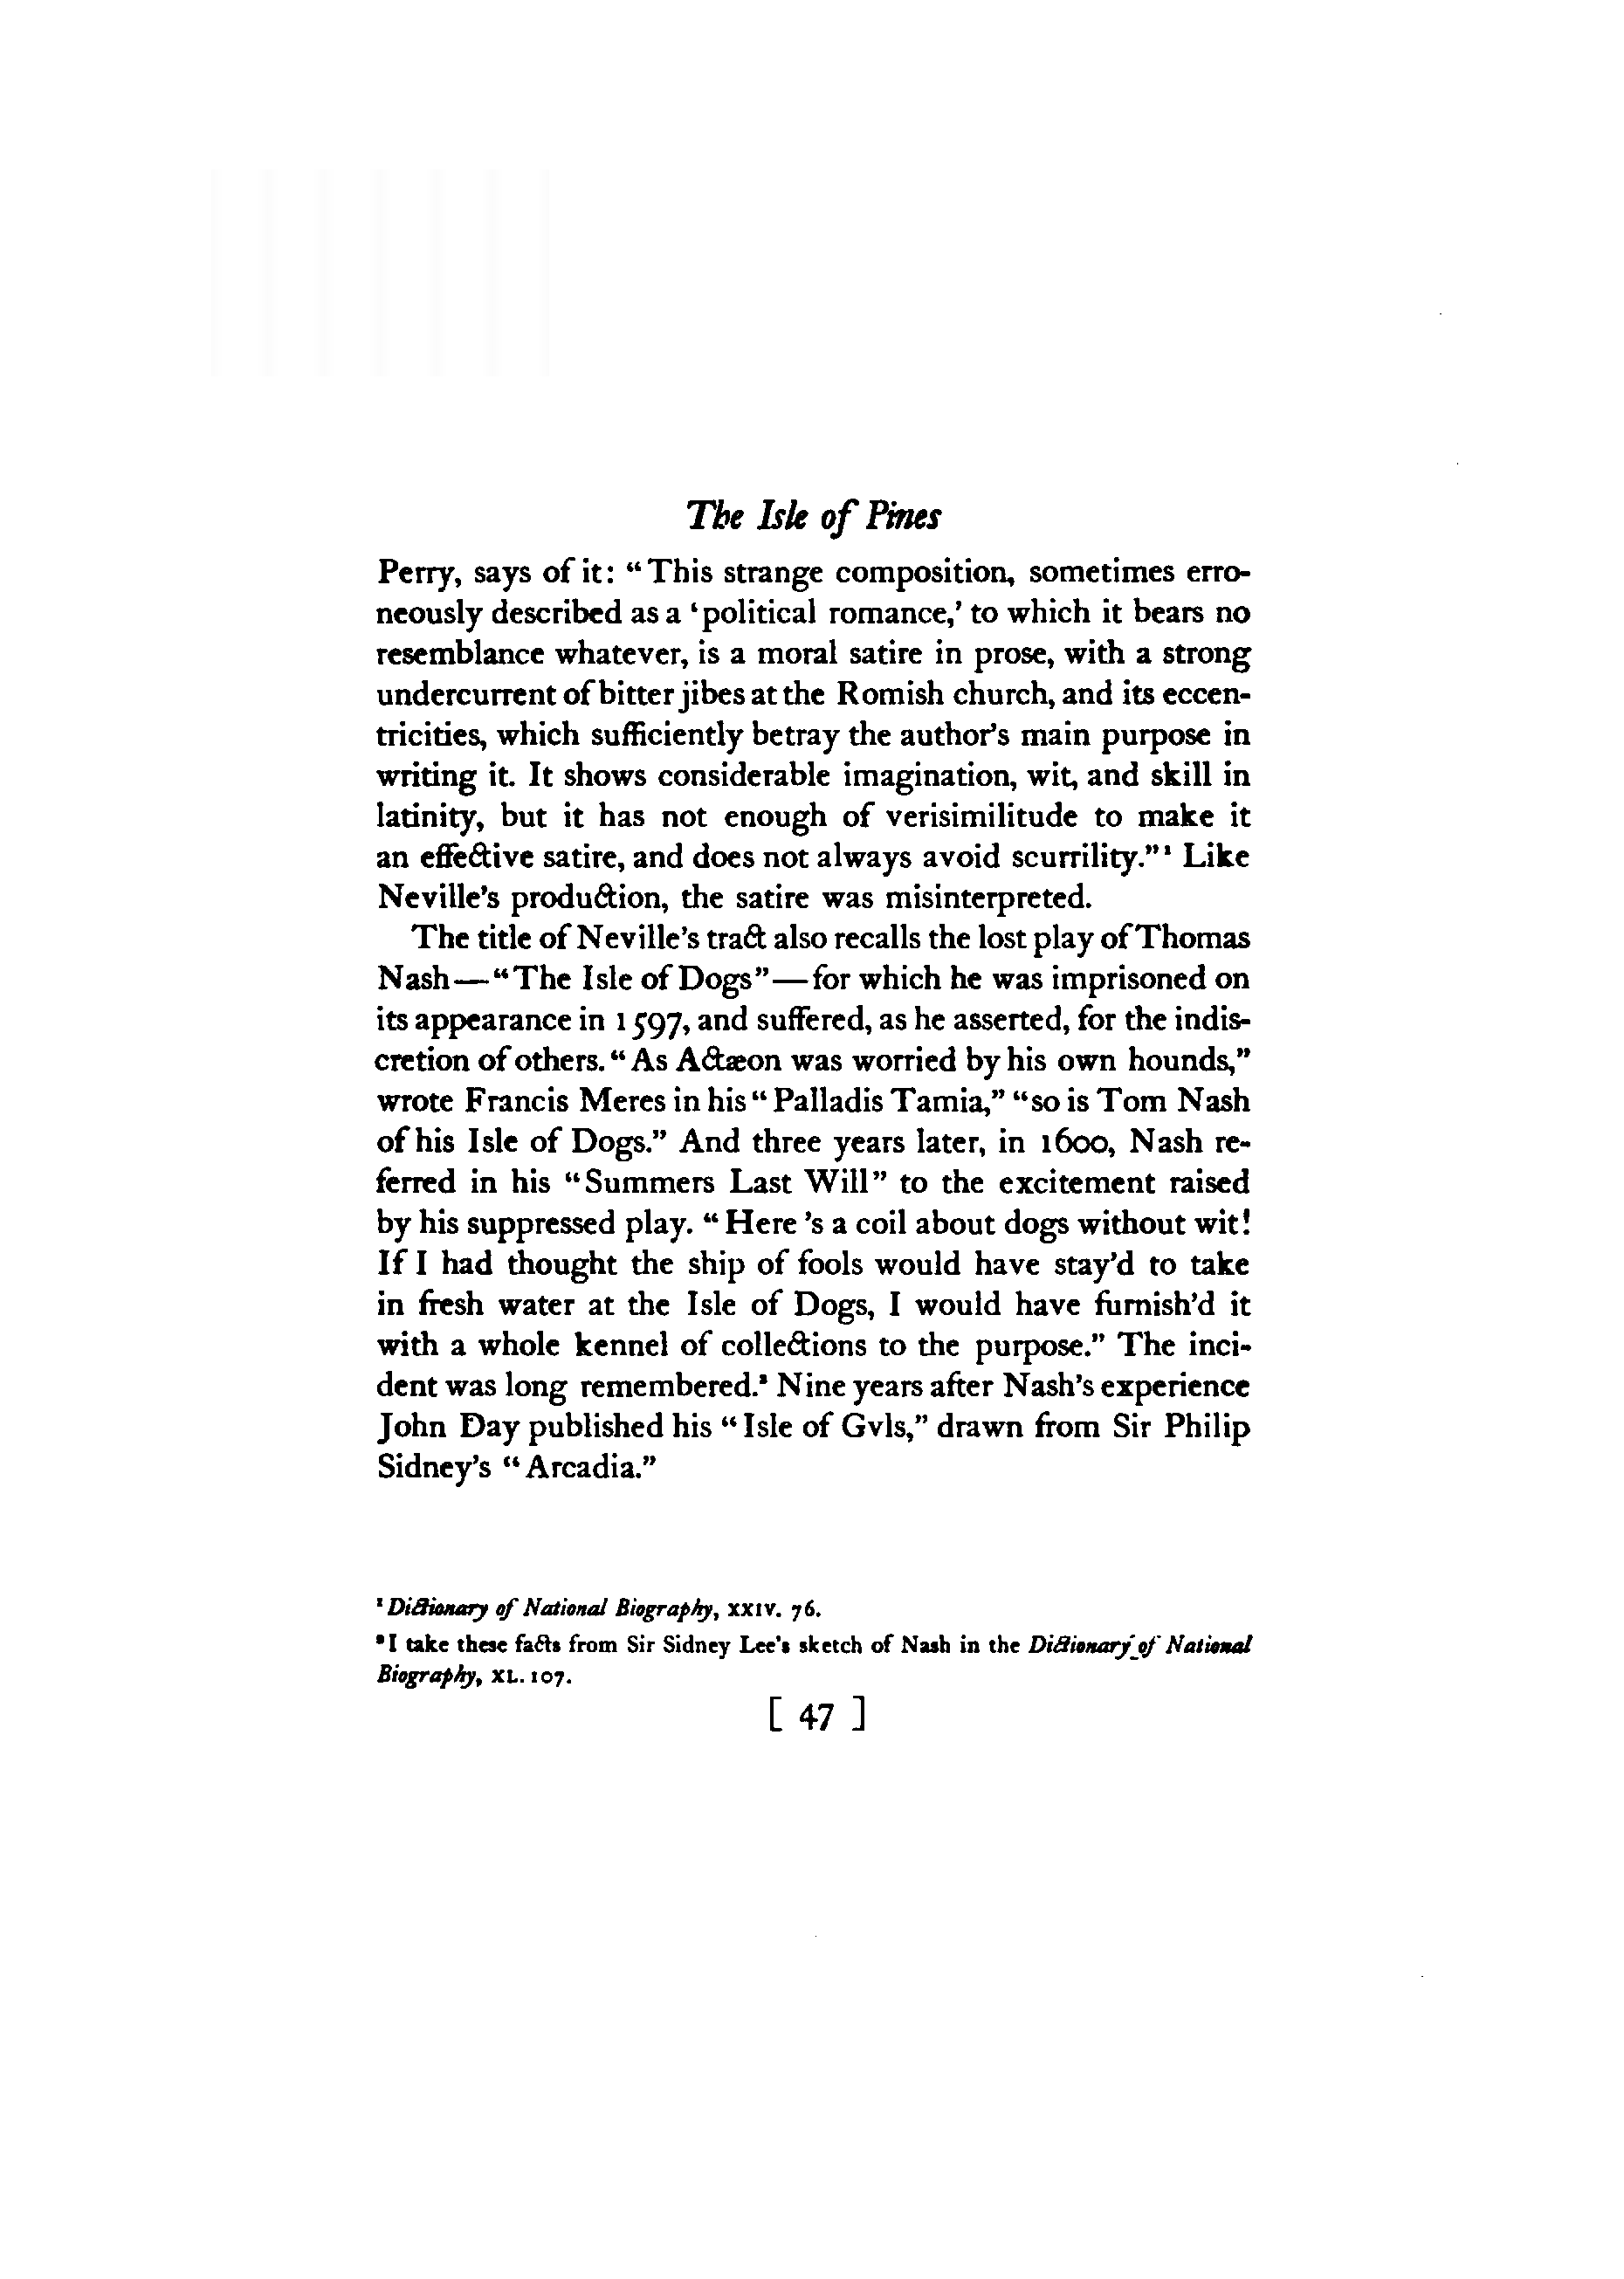 The Isle of Pines
Perry, says of it: “This strange composition, sometimes erro-
neously described as a ‘political romance,’ to which it bears no
resemblance whatever, is a moral satire in prose, with a strong
undercurrent of bitter jibes at the Romish church, and its eccen-
tricities, which sufficiently betray the author’s main purpose in
writing it. It shows considerable imagination, wit, and skill in
latinity, but it has not enough of verisimilitude to make it
an effective satire, and does not always avoid scurrility.”¹ Like
Neville’s production, the satire was misinterpreted.
The title of Neville’s tract also recalls the lost play of Thomas
Nash—“The Isle of Dogs”—for which he was imprisoned on
its appearance in 1597, and suffered, as he asserted, for the indis-
cretion of others. “As Actæon was worried by his own hounds,”
wrote Francis Meres in his “Palladis Tamia,” “so is Tom Nash
of his Isle of Dogs.” And three years later, in 1600, Nash re-
ferred in his “Summers Last Will” to the excitement raised
by his suppressed play. “Here ’s a coil about dogs without wit!
If I had thought the ship of fools would have stay’d to take
in fresh water at the Isle of Dogs, I would have furnish’d it
with a whole kennel of collections to the purpose.” The inci-
dent was long remembered.² Nine years after Nash’s experience
John Day published his “Isle of Gvls,” drawn from Sir Philip
Sidney’s “Arcadia.”
¹ Dictionary of National Biography, XXIV. 76.
² I take these facts from Sir Sidney Lee’s sketch of Nash in the Dictionary of National
Biography, XL. 107.
[ 47 ]